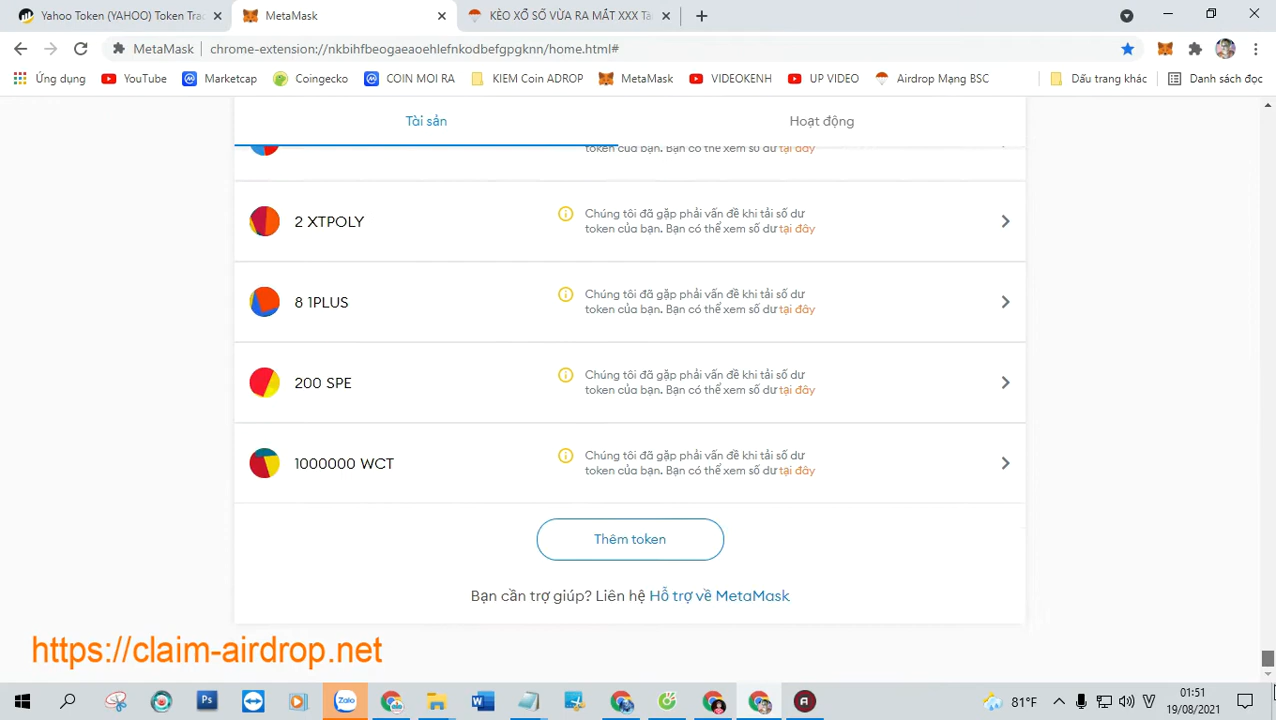 Yahoo Token (YAHOO) Token Tra
MetaMask
KÈO XỔ SỐ VỪA RA MẮT XXX Tă
MetaMask
chrome-extension://nkbihfbeogaeaoehlefnkodbefgpgknn/home.html#
Ứng dụng
YouTube
Marketcap
Coingecko
COIN MOI RA
KIEM Coin ADROP
MetaMask
VIDEOKENH
UP VIDEO
Airdrop Mạng BSC
Dấu trang khác
Danh sách đọc
Tài sản
Hoạt động
token của bạn. Bạn có thể xem số dư tại đây
2 XTPOLY
Chúng tôi đã gặp phải vấn đề khi tải số dư
token của bạn. Bạn có thể xem số dư tại đây
8 1PLUS
Chúng tôi đã gặp phải vấn đề khi tải số dư
token của bạn. Bạn có thể xem số dư tại đây
200 SPE
Chúng tôi đã gặp phải vấn đề khi tải số dư
token của bạn. Bạn có thể xem số dư tại đây
1000000 WCT
Chúng tôi đã gặp phải vấn đề khi tải số dư
token của bạn. Bạn có thể xem số dư tại đây
Thêm token
Bạn cần trợ giúp? Liên hệ Hỗ trợ về MetaMask
https://claim-airdrop.net
Zalo
81°F
01:51
19/08/2021